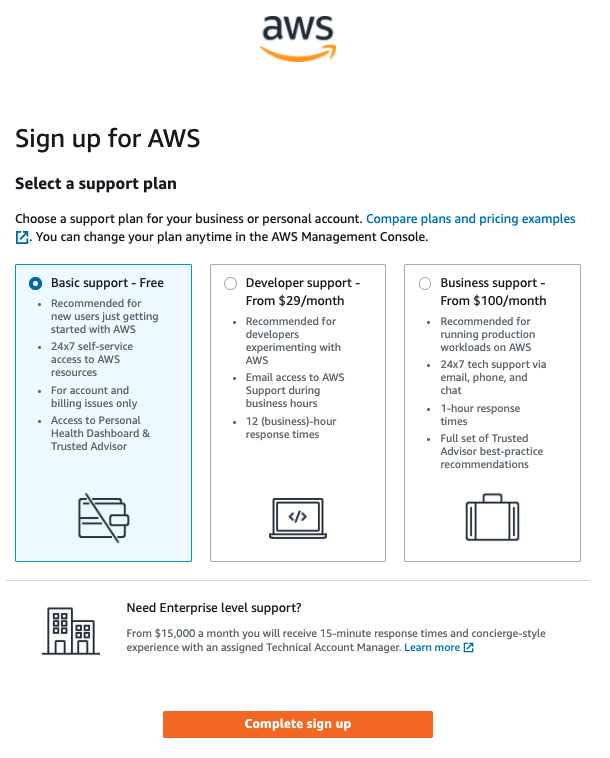 aws
Sign up for AWS
Select a support plan
Choose a support plan for your business or personal account. Compare plans and pricing examples
. You can change your plan anytime in the AWS Management Console.
Basic support - Free
• Recommended for
new users just getting
started with AWS
• 24x7 self-service
access to AWS
resources
• For account and
billing issues only
• Access to Personal
Health Dashboard &
Trusted Advisor
Developer support -
From $29/month
• Recommended for
developers
experimenting with
AWS
• Email access to AWS
Support during
business hours
• 12 (business)-hour
response times
</>
Business support -
From $100/month
• Recommended for
running production
workloads on AWS
• 24x7 tech support via
email, phone, and
chat
• 1-hour response
times
• Full set of Trusted
Advisor best-practice
recommendations
Need Enterprise level support?
From $15,000 a month you will receive 15-minute response times and concierge-style
experience with an assigned Technical Account Manager. Learn more
Complete sign up